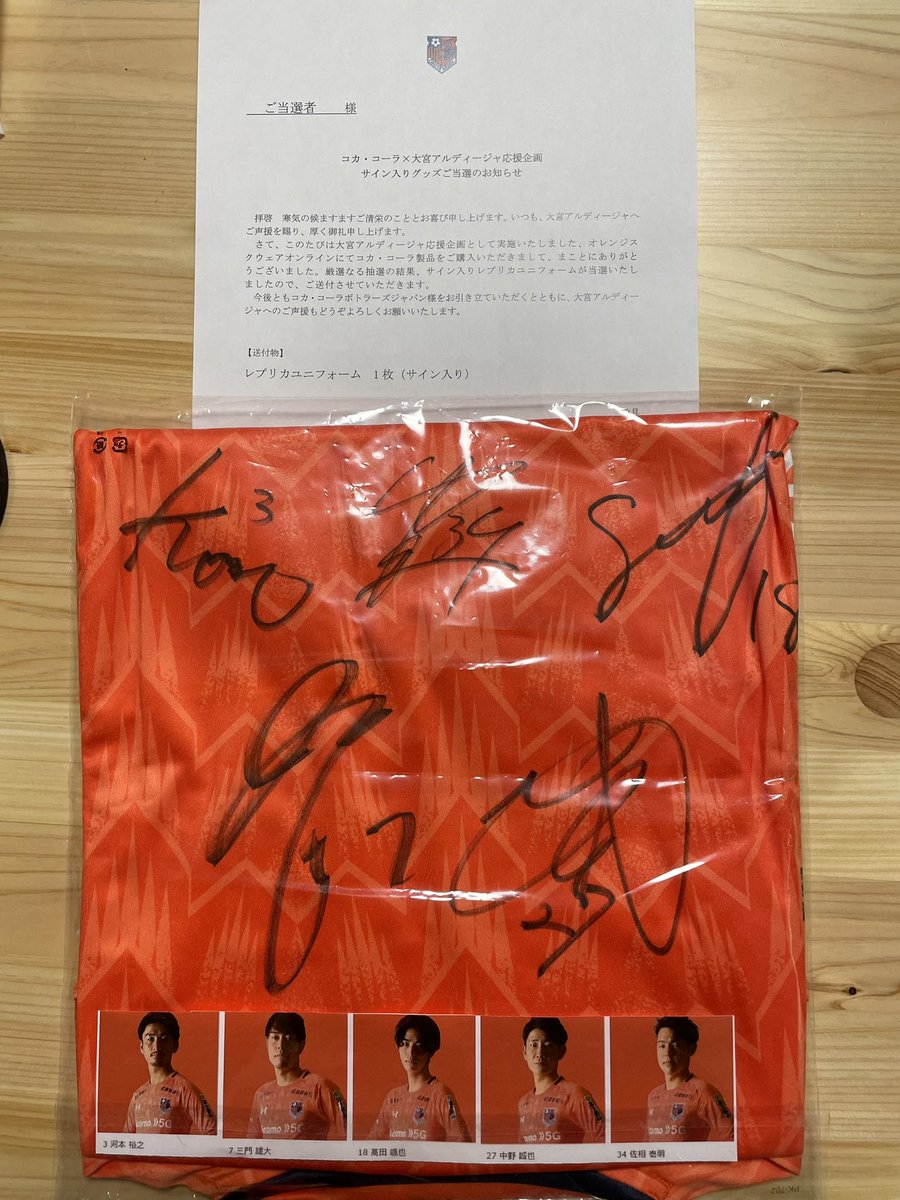 ご当選者　　様
コカ・コーラ×大宮アルディージャ応援企画
サイン入りグッズご当選のお知らせ
拝啓　寒気の候ますますご清栄のこととお喜び申し上げます。いつも、大宮アルディージャへ
ご声援を賜り、厚く御礼申し上げます。
さて、このたびは大宮アルディージャ応援企画として実施いたしました、オレンジス
クウェアオンラインにてコカ・コーラ製品をご購入いただきまして、まことにありがと
うございました。厳選なる抽選の結果、サイン入りレプリカユニフォームが当選いたし
ましたので、ご送付させていただきます。
今後ともコカ・コーラボトラーズジャパン様をお引き立ていただくとともに、大宮アルディー
ジャへのご声援もどうぞよろしくお願いいたします。
【送付物】
レプリカユニフォーム　1枚（サイン入り）
3
34
18
7
3 河本 裕之
7 三門 雄大
18 高田 颯也
27 中野 誠也
34 佐相 壱明